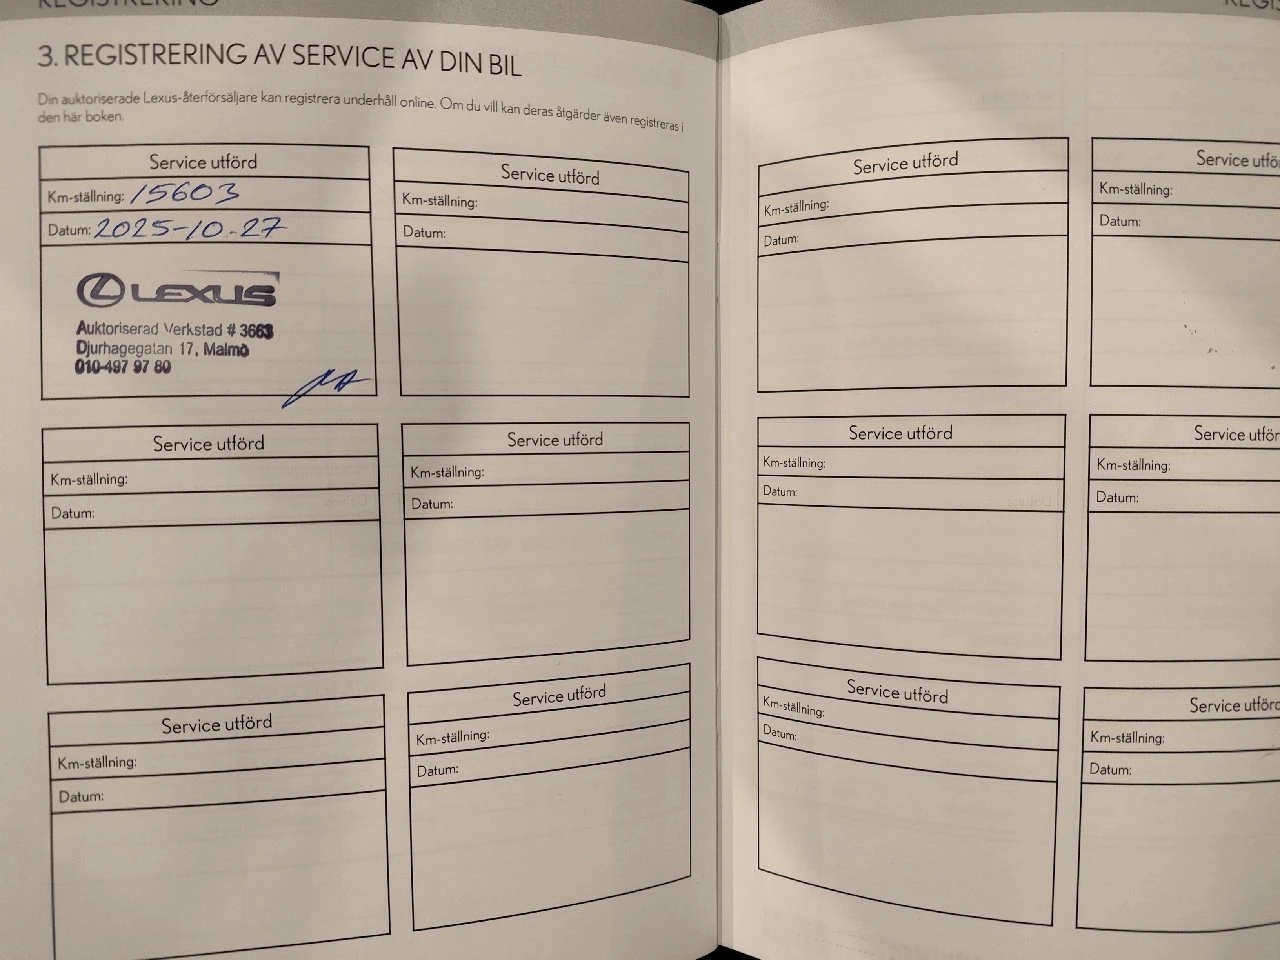 REGISTRERING
3. REGISTRERING AV SERVICE AV DIN BIL
Din auktoriserade Lexus-återförsäljare kan registrera underhåll online. Om du vill kan deras åtgärder även registreras i
den här boken.
Service utförd
Km-ställning: 15603
Datum: 2025-10-27
LEXUS
Auktoriserad Verkstad # 3663
Djurhagegatan 17, Malmö
010-497 97 80
Service utförd
Km-ställning:
Datum:
Service utförd
Km-ställning:
Datum:
Service utförd
Km-ställning:
Datum:
Service utförd
Km-ställning:
Datum:
Service utförd
Km-ställning:
Datum:
REGIS
Service utförd
Km-ställning:
Datum:
Service utfö
Km-ställning:
Datum:
Service utförd
Km-ställning:
Datum:
Service utför
Km-ställning:
Datum:
Service utförd
Km-ställning:
Datum:
Service utförd
Km-ställning:
Datum: